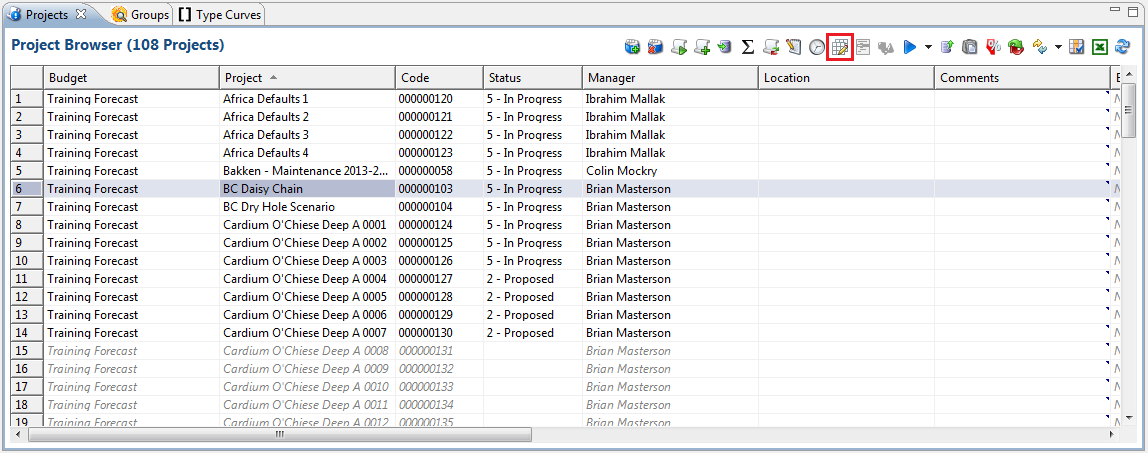 Projects Groups Type Curves
Project Browser (108 Projects)
Budget Project Code Status Manager Location Comments
1 Training Forecast Africa Defaults 1 000000120 5 - In Progress Ibrahim Mallak
2 Training Forecast Africa Defaults 2 000000121 5 - In Progress Ibrahim Mallak
3 Training Forecast Africa Defaults 3 000000122 5 - In Progress Ibrahim Mallak
4 Training Forecast Africa Defaults 4 000000123 5 - In Progress Ibrahim Mallak
5 Training Forecast Bakken - Maintenance 2013-2... 000000058 5 - In Progress Colin Mockry
6 Training Forecast BC Daisy Chain 000000103 5 - In Progress Brian Masterson
7 Training Forecast BC Dry Hole Scenario 000000104 5 - In Progress Brian Masterson
8 Training Forecast Cardium O'Chiese Deep A 0001 000000124 5 - In Progress Brian Masterson
9 Training Forecast Cardium O'Chiese Deep A 0002 000000125 5 - In Progress Brian Masterson
10 Training Forecast Cardium O'Chiese Deep A 0003 000000126 5 - In Progress Brian Masterson
11 Training Forecast Cardium O'Chiese Deep A 0004 000000127 2 - Proposed Brian Masterson
12 Training Forecast Cardium O'Chiese Deep A 0005 000000128 2 - Proposed Brian Masterson
13 Training Forecast Cardium O'Chiese Deep A 0006 000000129 2 - Proposed Brian Masterson
14 Training Forecast Cardium O'Chiese Deep A 0007 000000130 2 - Proposed Brian Masterson
15 Training Forecast Cardium O'Chiese Deep A 0008 000000131 Brian Masterson
16 Training Forecast Cardium O'Chiese Deep A 0009 000000132 Brian Masterson
17 Training Forecast Cardium O'Chiese Deep A 0010 000000133 Brian Masterson
18 Training Forecast Cardium O'Chiese Deep A 0011 000000134 Brian Masterson
19 Training Forecast Cardium O'Chiese Deep A 0012 000000135 Brian Masterson